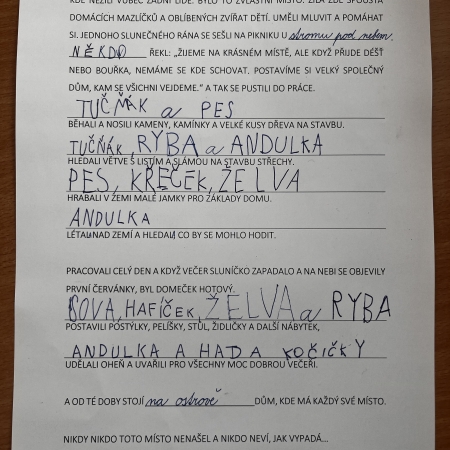 KDE NEŽILI VŮBEC ŽÁDNÍ LIDÉ. BYLO TO ZVLÁŠTNÍ MÍSTO. ŽILA ZDE SPOUSTA
DOMÁCÍCH MAZLÍČKŮ A OBLÍBENÝCH ZVÍŘAT DĚTÍ. UMĚLI MLUVIT A POMÁHAT
SI. JEDNOHO SLUNEČNÉHO RÁNA SE SEŠLI NA PIKNIKU U stromu pod nebem.
NĚKDO ŘEKL: „ŽIJEME NA KRÁSNÉM MÍSTĚ, ALE KDYŽ PŘIJDE DÉŠŤ
NEBO BOUŘKA, NEMÁME SE KDE SCHOVAT. POSTAVÍME SI VELKÝ SPOLEČNÝ
DŮM, KAM SE VŠICHNI VEJDEME.“ A TAK SE PUSTILI DO PRÁCE.
TUČŇÁK a PES
BĚHALI A NOSILI KAMENY, KAMÍNKY A VELKÉ KUSY DŘEVA NA STAVBU.
TUČŇÁK RYBA a ANDULKA
HLEDALI VĚTVE S LISTÍM A SLÁMOU NA STAVBU STŘECHY.
PES, KŘEČEK, ŽELVA
HRABALI V ZEMI MALÉ JAMKY PRO ZÁKLADY DOMU.
ANDULKA
LÉTALI NAD ZEMÍ A HLEDALI CO BY SE MOHLO HODIT.
PRACOVALI CELÝ DEN A KDYŽ VEČER SLUNÍČKO ZAPADALO A NA NEBI SE OBJEVILY
PRVNÍ ČERVÁNKY, BYL DOMEČEK HOTOVÝ.
SOVA, HAFÍČEK, ŽELVA a RYBA
POSTAVILI POSTÝLKY, PELÍŠKY, STŮL, ŽIDLIČKY A DALŠÍ NÁBYTEK,
ANDULKA A HADA KOČIČKY
UDĚLALI OHEŇ A UVAŘILI PRO VŠECHNY MOC DOBROU VEČEŘI.
A OD TÉ DOBY STOJÍ na ostrově DŮM, KDE MÁ KAŽDÝ SVÉ MÍSTO.
NIKDY NIKDO TOTO MÍSTO NENAŠEL A NIKDO NEVÍ, JAK VYPADÁ...